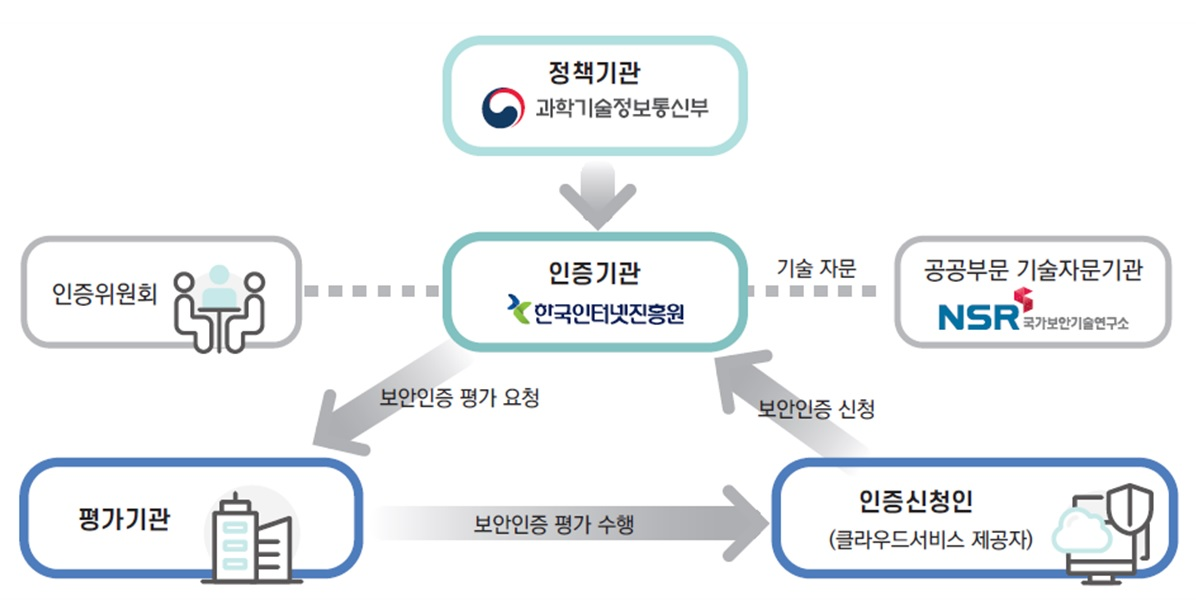 정책기관
과학기술정보통신부
인증위원회
인증기관
한국인터넷진흥원
기술 자문
공공부문 기술자문기관
NSR 국가보안기술연구소
보안인증 평가 요청
보안인증 신청
평가기관
보안인증 평가 수행
인증신청인
(클라우드서비스 제공자)